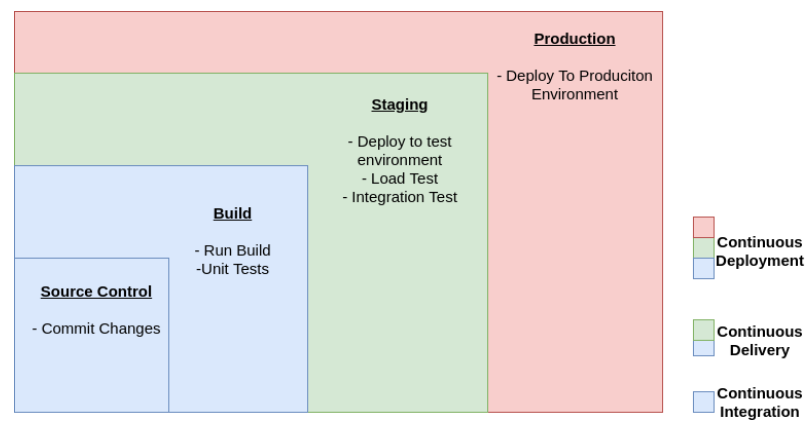 Production
- Deploy To Produciton
Environment
Staging
- Deploy to test
environment
- Load Test
- Integration Test
Build
- Run Build
-Unit Tests
Source Control
- Commit Changes
Continuous
Deployment
Continuous
Delivery
Continuous
Integration